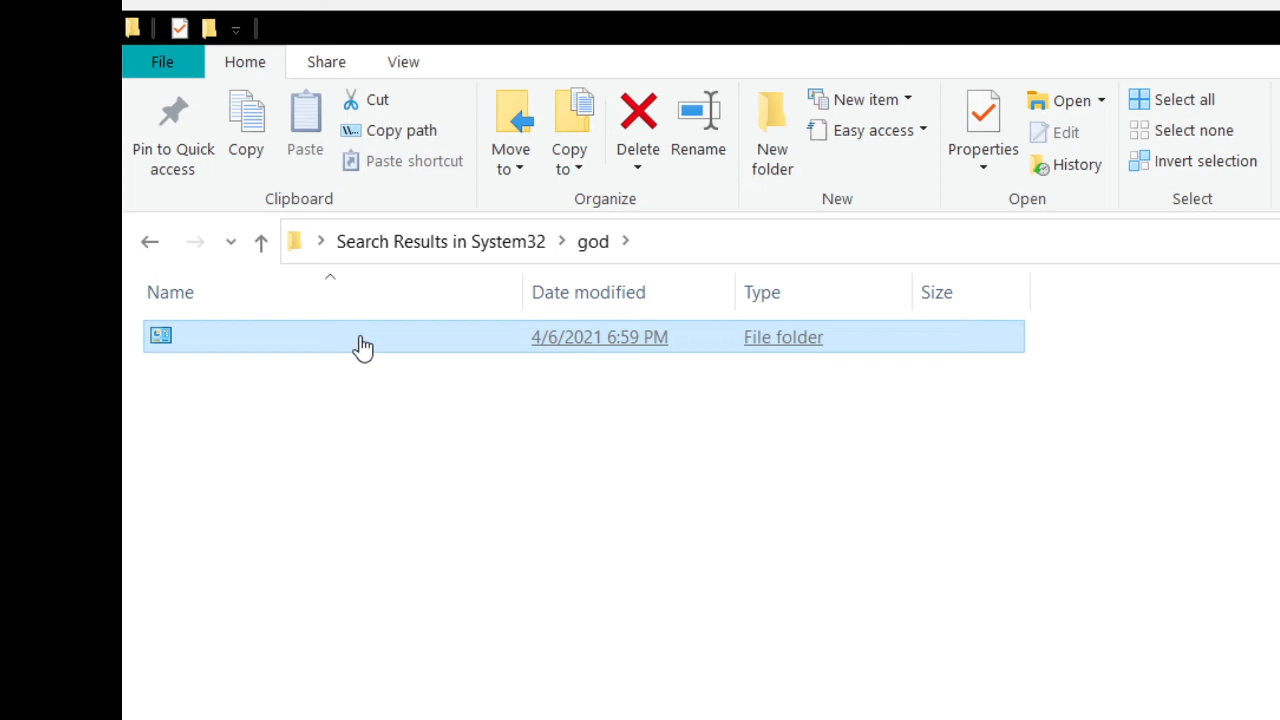 File Home Share View
Pin to Quick access
Copy
Paste
Cut
Copy path
Paste shortcut
Clipboard
Move to
Copy to
Delete
Rename
Organize
New folder
New item
Easy access
New
Properties
Open
Edit
History
Open
Select all
Select none
Invert selection
Select
Search Results in System32 god
Name Date modified Type Size
4/6/2021 6:59 PM File folder